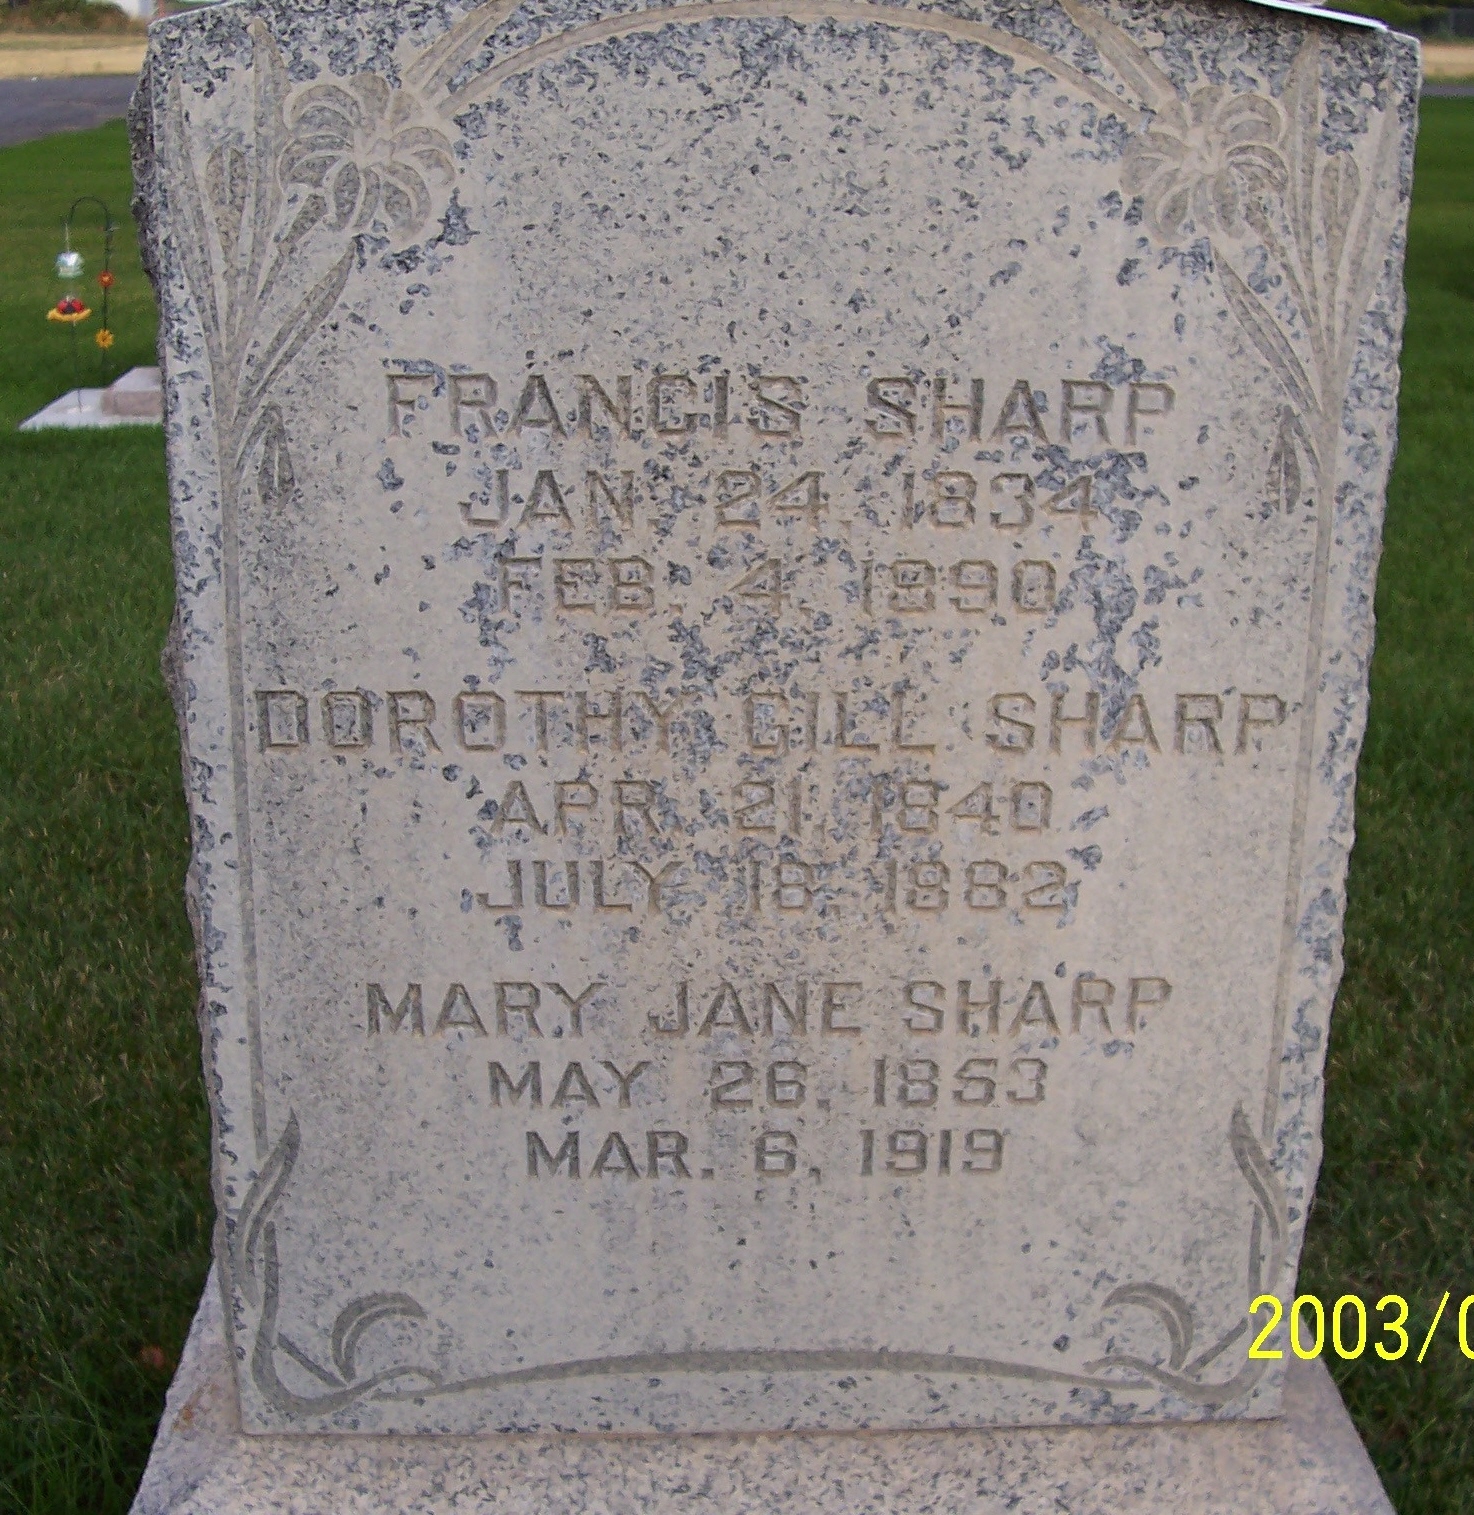 FRANCIS SHARP
JAN. 24, 1834
FEB. 4, 1890
DOROTHY GILL SHARP
APR. 21, 1840
JULY 18, 1882
MARY JANE SHARP
MAY 26, 1853
MAR. 6, 1919
2003/0